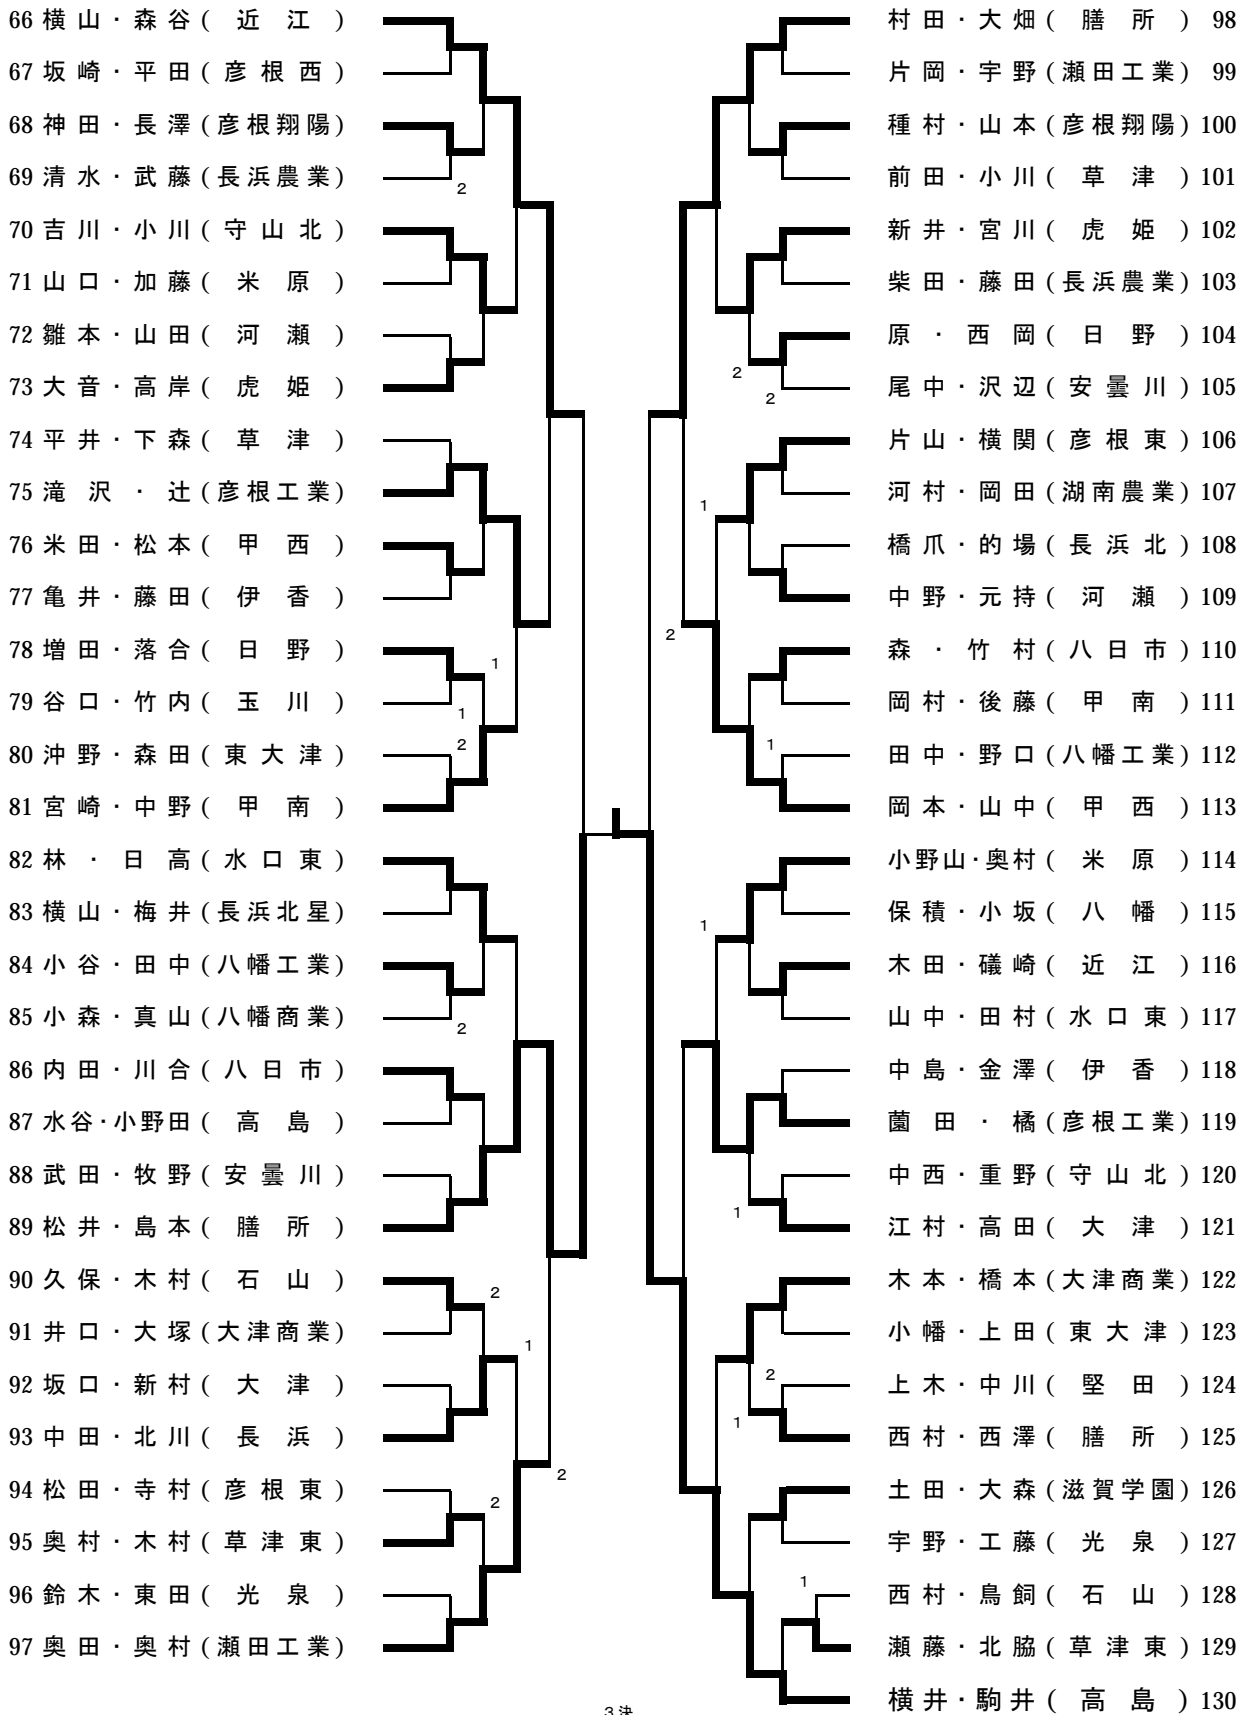 66 横山・森谷(近江)
67 坂崎・平田(彦根西)
68 神田・長澤(彦根翔陽)
69 清水・武藤(長浜農業)
2
70 吉川・小川(守山北)
71 山口・加藤(米原)
72 雛本・山田(河瀬)
73 大音・高岸(虎姫)
74 平井・下森(草津)
75 滝沢・辻(彦根工業)
76 米田・松本(甲西)
77 亀井・藤田(伊香)
78 増田・落合(日野)
1
79 谷口・竹内(玉川)
1
80 沖野・森田(東大津)
2
81 宮崎・中野(甲南)
82 林・日高(水口東)
83 横山・梅井(長浜北星)
84 小谷・田中(八幡工業)
85 小森・真山(八幡商業)
2
86 内田・川合(八日市)
87 水谷・小野田(高島)
88 武田・牧野(安曇川)
89 松井・島本(膳所)
90 久保・木村(石山)
2
91 井口・大塚(大津商業)
1
92 坂口・新村(大津)
93 中田・北川(長浜)
2
94 松田・寺村(彦根東)
2
95 奥村・木村(草津東)
96 鈴木・東田(光泉)
97 奥田・奥村(瀬田工業)
村田・大畑(膳所) 98
片岡・宇野(瀬田工業) 99
種村・山本(彦根翔陽) 100
前田・小川(草津) 101
新井・宮川(虎姫) 102
柴田・藤田(長浜農業) 103
原・西岡(日野) 104
2
2
尾中・沢辺(安曇川) 105
片山・横関(彦根東) 106
河村・岡田(湖南農業) 107
1
橋爪・的場(長浜北) 108
中野・元持(河瀬) 109
2
森・竹村(八日市) 110
岡村・後藤(甲南) 111
1
田中・野口(八幡工業) 112
岡本・山中(甲西) 113
小野山・奥村(米原) 114
保積・小坂(八幡) 115
1
木田・礒崎(近江) 116
山中・田村(水口東) 117
中島・金澤(伊香) 118
薗田・橘(彦根工業) 119
中西・重野(守山北) 120
1
江村・高田(大津) 121
木本・橋本(大津商業) 122
小幡・上田(東大津) 123
2
上木・中川(堅田) 124
1
西村・西澤(膳所) 125
土田・大森(滋賀学園) 126
宇野・工藤(光泉) 127
1
西村・鳥飼(石山) 128
瀬藤・北脇(草津東) 129
横井・駒井(高島) 130
3決